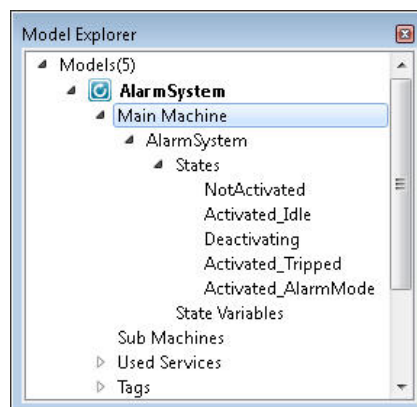 Model Explorer
Models(5)
AlarmSystem
Main Machine
AlarmSystem
States
NotActivated
Activated_Idle
Deactivating
Activated_Tripped
Activated_AlarmMode
State Variables
Sub Machines
Used Services
Tags